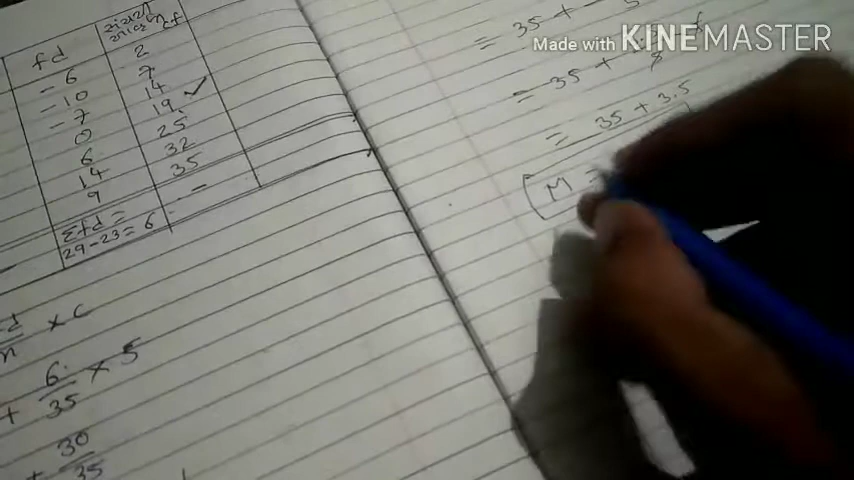 fd
સંચયી
આવૃત્તિ cf
-6 2
-10 7
-7 14 ✓
0 19
6 25
14 32
9 35
Σfd = -
29-23=6
× c
n
+ 6/35 × 5
+ 30/35
= 35 +
= 35 +
= 35 + 3.5
M =
Made with KINEMASTER